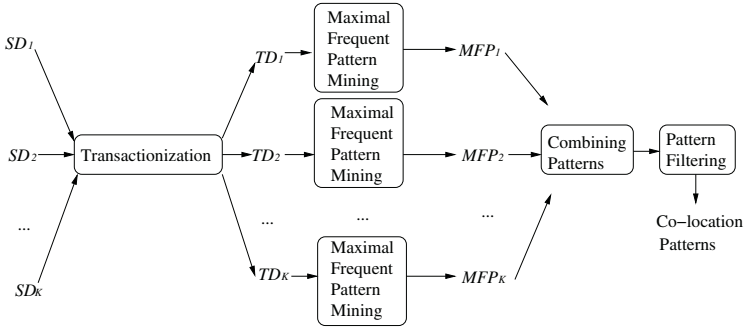 SD1
SD2
...
SDK
Transactionization
TD1
TD2
...
TDK
Maximal
Frequent
Pattern
Mining
Maximal
Frequent
Pattern
Mining
...
Maximal
Frequent
Pattern
Mining
MFP1
MFP2
...
MFPK
Combining
Patterns
Pattern
Filtering
Co−location
Patterns